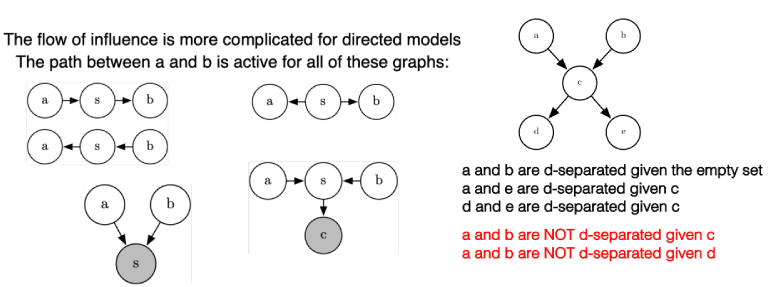 The flow of influence is more complicated for directed models
The path between a and b is active for all of these graphs:
a s b
a s b
a s b
a b
s
a s b
c
a b
c
d e
a and b are d-separated given the empty set
a and e are d-separated given c
d and e are d-separated given c
a and b are NOT d-separated given c
a and b are NOT d-separated given d